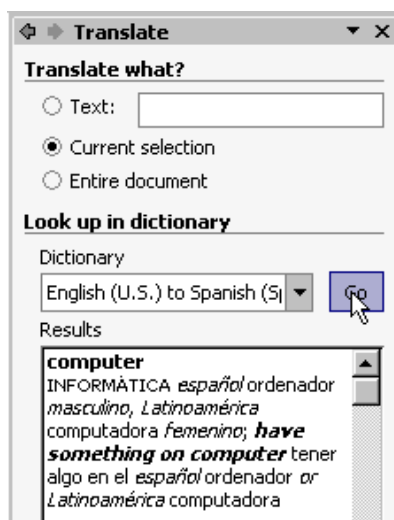 Translate
Translate what?
Text:
Current selection
Entire document
Look up in dictionary
Dictionary
English (U.S.) to Spanish (S
Go
Results
computer
INFORMÁTICA español ordenador
masculino, Latinoamérica
computadora femenino; have
something on computer tener
algo en el español ordenador or
Latinoamérica computadora